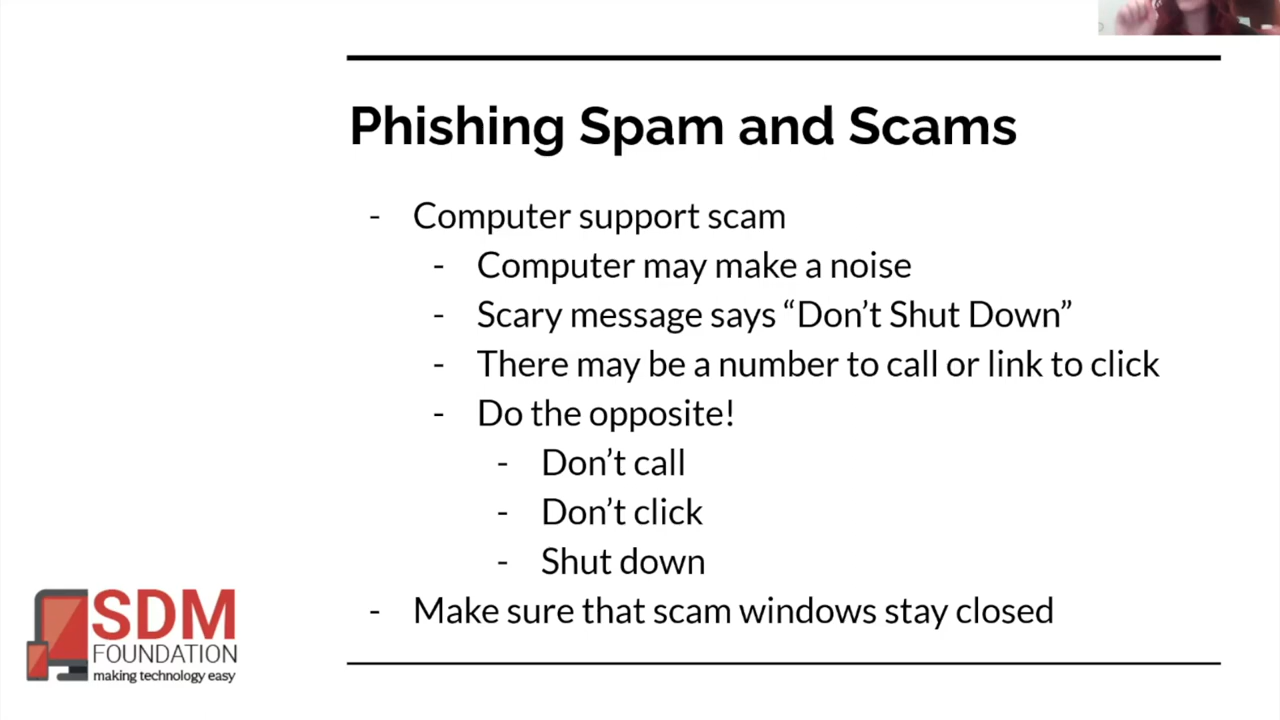 Phishing Spam and Scams
- Computer support scam
- Computer may make a noise
- Scary message says “Don’t Shut Down”
- There may be a number to call or link to click
- Do the opposite!
- Don’t call
- Don’t click
- Shut down
- Make sure that scam windows stay closed
SDM
FOUNDATION
making technology easy